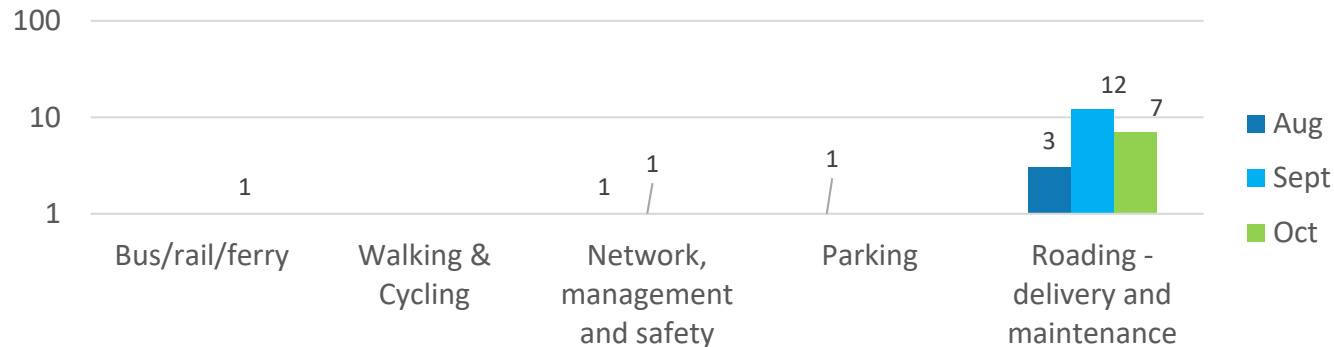 100
10
1
1
1
1
1
3
12
7
Bus/rail/ferry
Walking &
Cycling
Network,
management
and safety
Parking
Roading -
delivery and
maintenance
Aug
Sept
Oct